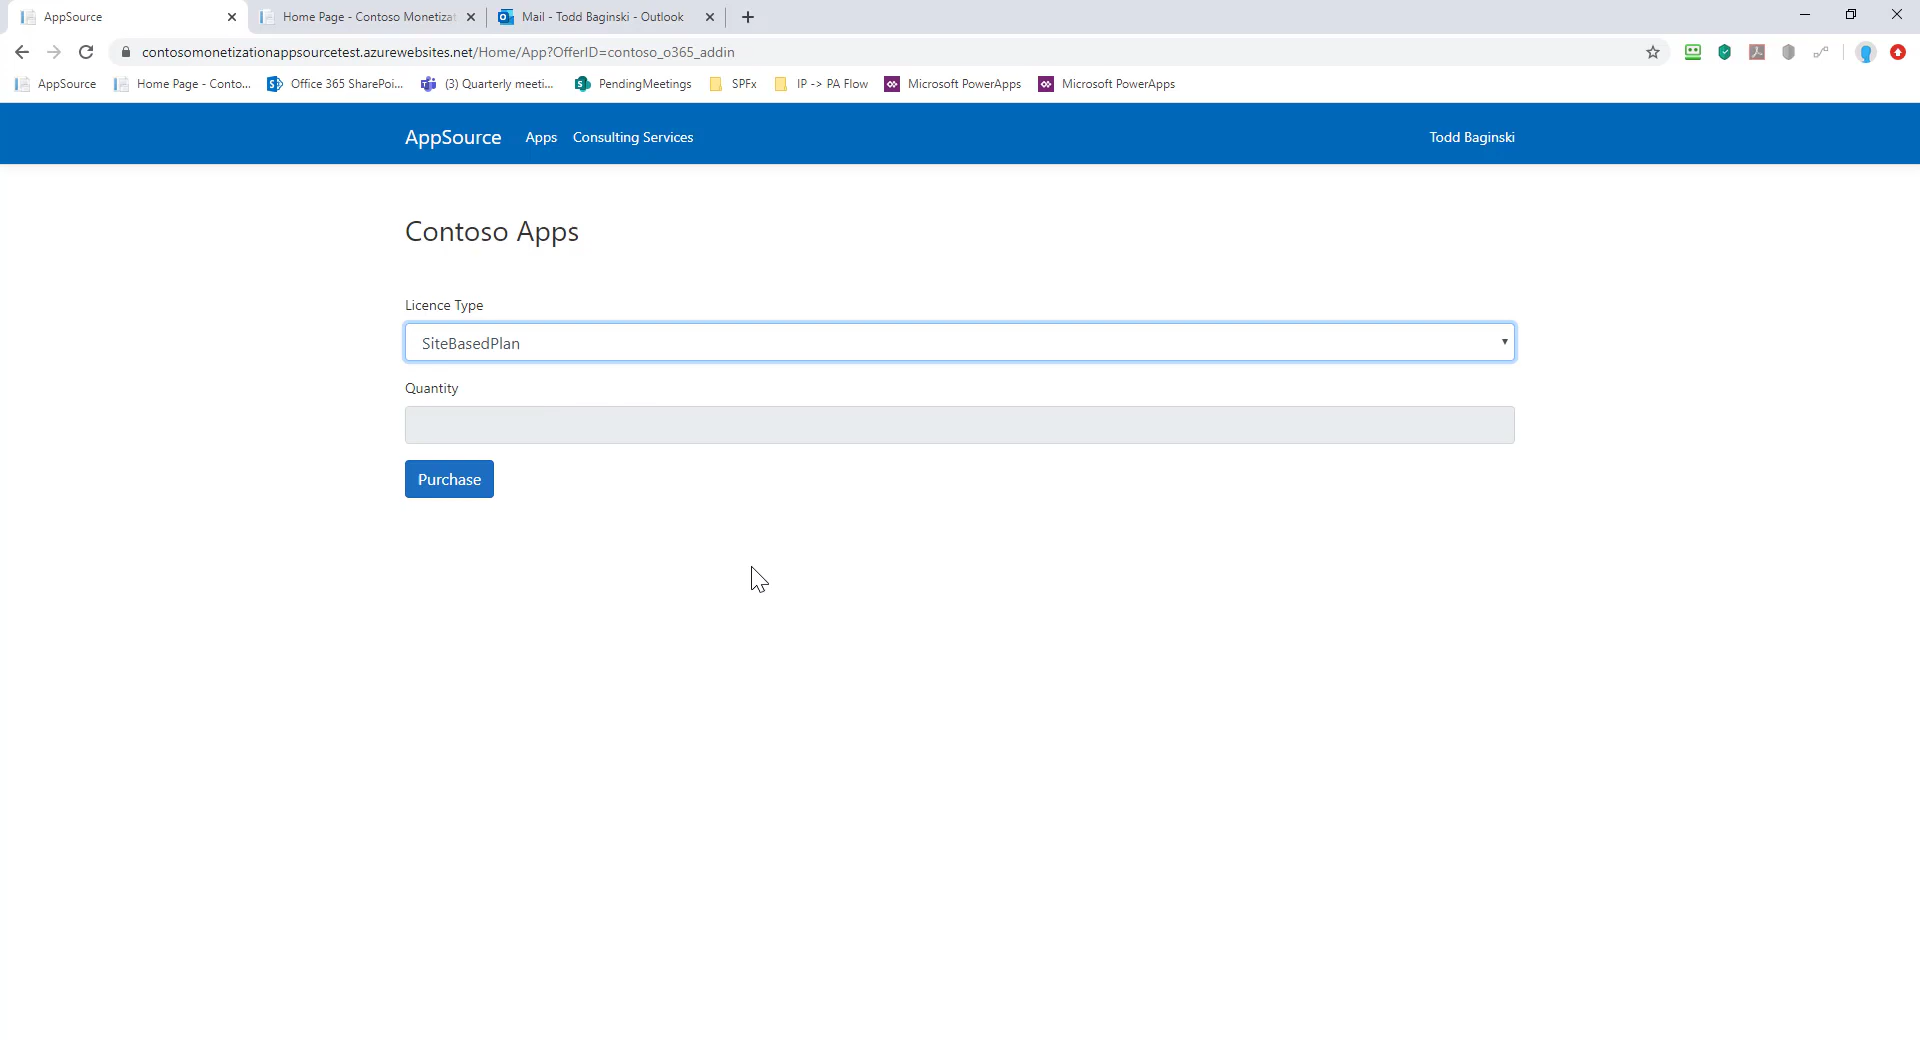 AppSource
Home Page - Contoso Monetizat
Mail - Todd Baginski - Outlook
contosomonetizationappsourcetest.azurewebsites.net/Home/App?OfferID=contoso_o365_addin
AppSource
Home Page - Conto...
Office 365 SharePoi...
(3) Quarterly meeti...
PendingMeetings
SPFx
IP -> PA Flow
Microsoft PowerApps
Microsoft PowerApps
AppSource
Apps
Consulting Services
Todd Baginski
Contoso Apps
Licence Type
SiteBasedPlan
Quantity
Purchase